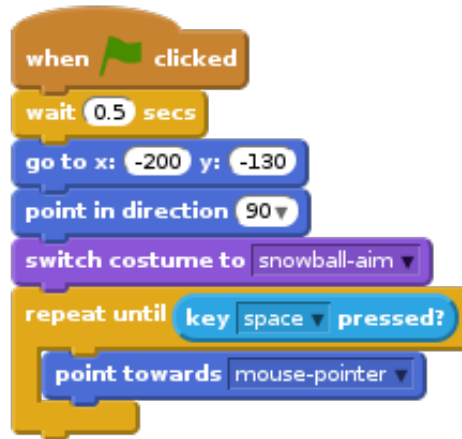 when clicked
wait 0.5 secs
go to x: -200 y: -130
point in direction 90
switch costume to snowball-aim
repeat until key space pressed?
point towards mouse-pointer